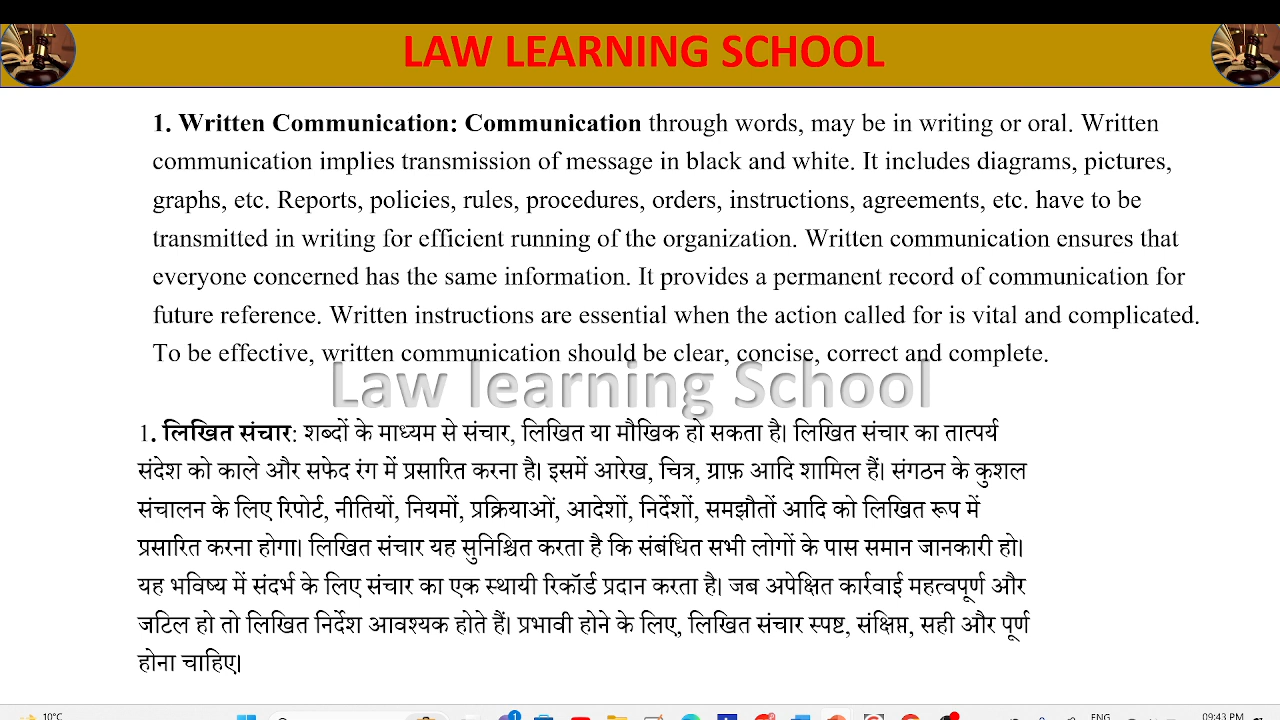 LAW LEARNING SCHOOL
1. Written Communication: Communication through words, may be in writing or oral. Written
communication implies transmission of message in black and white. It includes diagrams, pictures,
graphs, etc. Reports, policies, rules, procedures, orders, instructions, agreements, etc. have to be
transmitted in writing for efficient running of the organization. Written communication ensures that
everyone concerned has the same information. It provides a permanent record of communication for
future reference. Written instructions are essential when the action called for is vital and complicated.
To be effective, written communication should be clear, concise, correct and complete.
Law learning School
1. लिखित संचार: शब्दों के माध्यम से संचार, लिखित या मौखिक हो सकता है। लिखित संचार का तात्पर्य
संदेश को काले और सफेद रंग में प्रसारित करना है। इसमें आरेख, चित्र, ग्राफ़ आदि शामिल हैं। संगठन के कुशल
संचालन के लिए रिपोर्ट, नीतियों, नियमों, प्रक्रियाओं, आदेशों, निर्देशों, समझौतों आदि को लिखित रूप में
प्रसारित करना होगा। लिखित संचार यह सुनिश्चित करता है कि संबंधित सभी लोगों के पास समान जानकारी हो।
यह भविष्य में संदर्भ के लिए संचार का एक स्थायी रिकॉर्ड प्रदान करता है। जब अपेक्षित कार्रवाई महत्वपूर्ण और
जटिल हो तो लिखित निर्देश आवश्यक होते हैं। प्रभावी होने के लिए, लिखित संचार स्पष्ट, संक्षिप्त, सही और पूर्ण
होना चाहिए।
10°C 1 ENG 09:43 PM